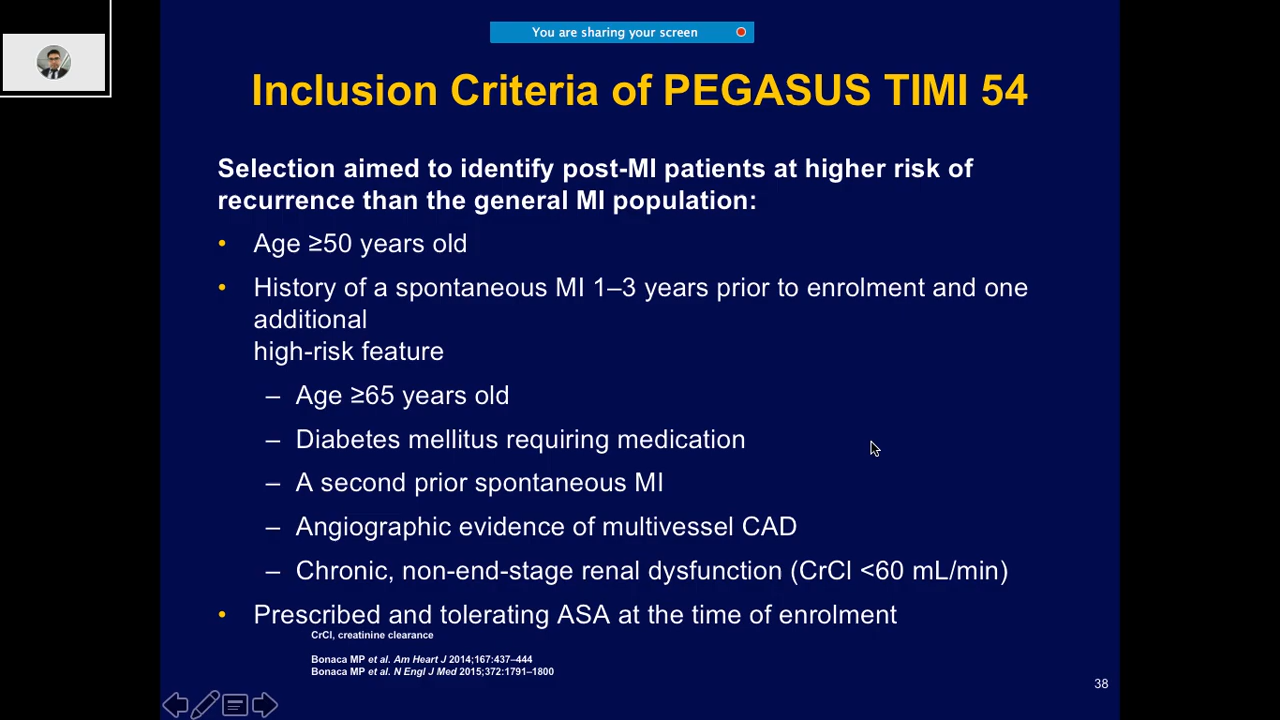 You are sharing your screen
Inclusion Criteria of PEGASUS TIMI 54
Selection aimed to identify post-MI patients at higher risk of
recurrence than the general MI population:
• Age ≥50 years old
• History of a spontaneous MI 1–3 years prior to enrolment and one
additional
high-risk feature
– Age ≥65 years old
– Diabetes mellitus requiring medication
– A second prior spontaneous MI
– Angiographic evidence of multivessel CAD
– Chronic, non-end-stage renal dysfunction (CrCl <60 mL/min)
• Prescribed and tolerating ASA at the time of enrolment
CrCl, creatinine clearance
Bonaca MP et al. Am Heart J 2014;167:437–444
Bonaca MP et al. N Engl J Med 2015;372:1791–1800
38